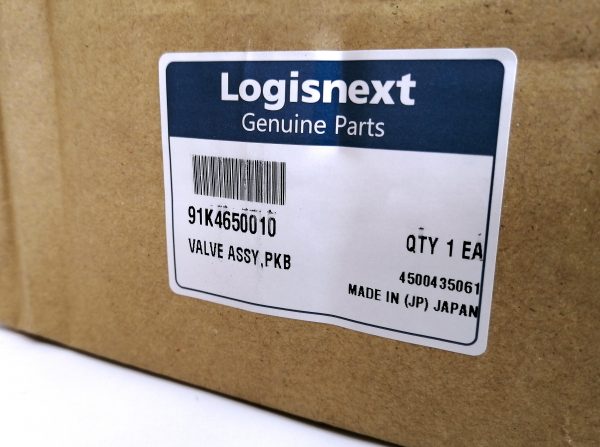 Logisnext
Genuine Parts
91K4650010
QTY 1 EA
VALVE ASSY,PKB
4500435061
MADE IN (JP) JAPAN